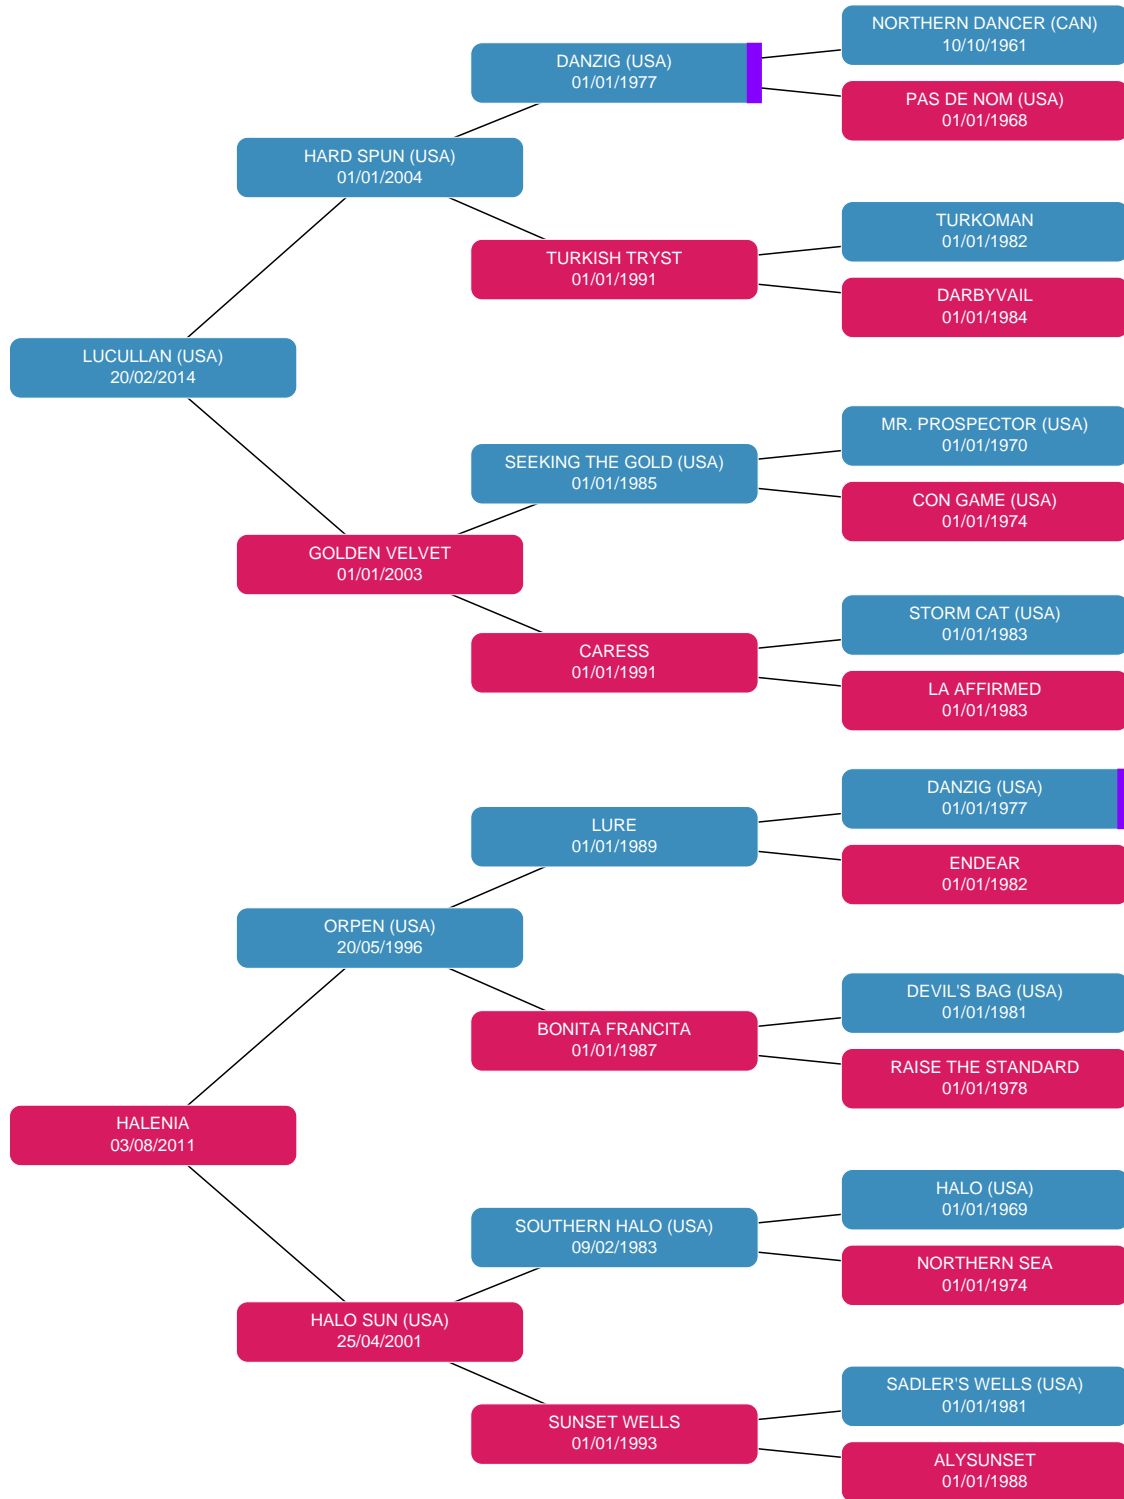 NORTHERN DANCER (CAN)
10/10/1961
DANZIG (USA)
01/01/1977
PAS DE NOM (USA)
01/01/1968
HARD SPUN (USA)
01/01/2004
TURKOMAN
01/01/1982
TURKISH TRYST
01/01/1991
DARBYVAIL
01/01/1984
LUCULLAN (USA)
20/02/2014
MR. PROSPECTOR (USA)
01/01/1970
SEEKING THE GOLD (USA)
01/01/1985
CON GAME (USA)
01/01/1974
GOLDEN VELVET
01/01/2003
STORM CAT (USA)
01/01/1983
CARESS
01/01/1991
LA AFFIRMED
01/01/1983
DANZIG (USA)
01/01/1977
LURE
01/01/1989
ENDEAR
01/01/1982
ORPEN (USA)
20/05/1996
DEVIL'S BAG (USA)
01/01/1981
BONITA FRANCITA
01/01/1987
RAISE THE STANDARD
01/01/1978
HALENIA
03/08/2011
HALO (USA)
01/01/1969
SOUTHERN HALO (USA)
09/02/1983
NORTHERN SEA
01/01/1974
HALO SUN (USA)
25/04/2001
SADLER'S WELLS (USA)
01/01/1981
SUNSET WELLS
01/01/1993
ALYSUNSET
01/01/1988